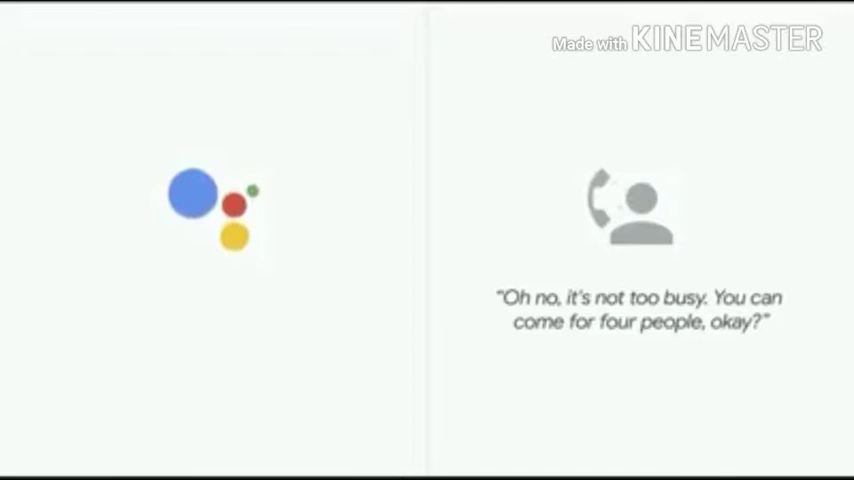 Made with KINEMASTER
"Oh no, it's not too busy. You can
come for four people, okay?"